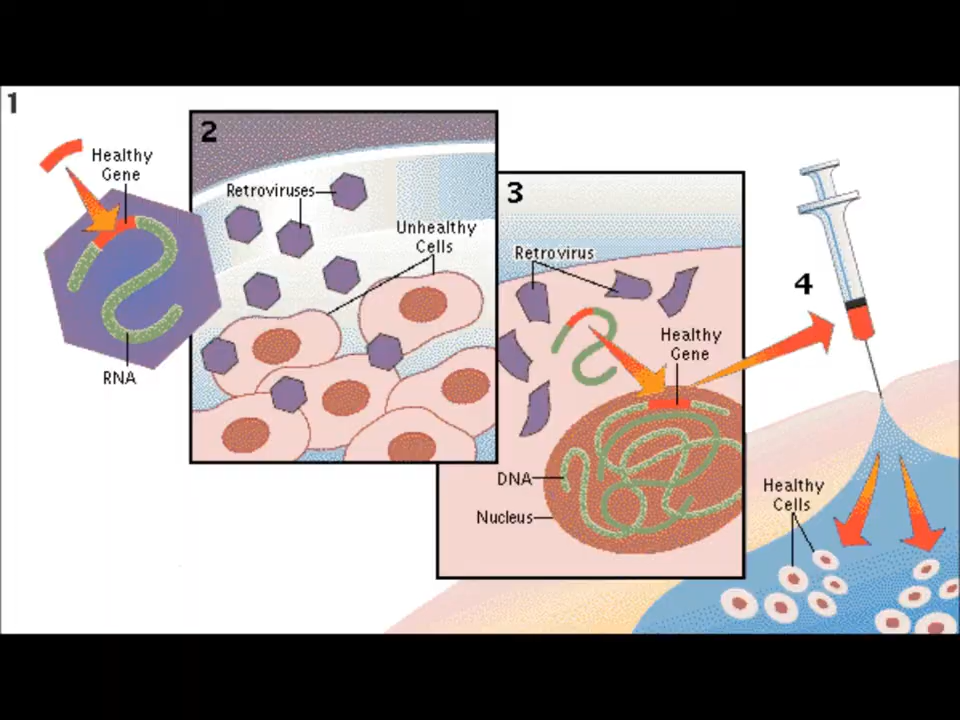 1
Healthy
Gene
RNA
2
Retroviruses
Unhealthy
Cells
3
Retrovirus
Healthy
Gene
DNA
Nucleus
4
Healthy
Cells